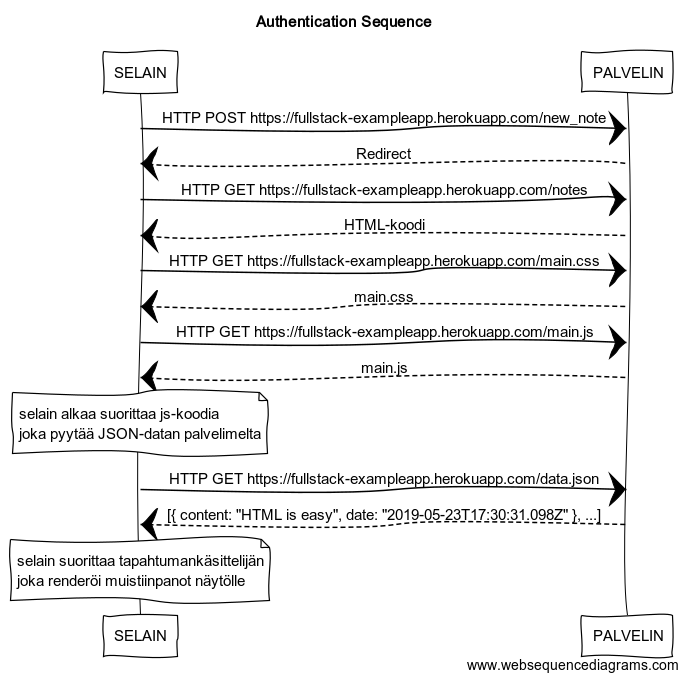 Authentication Sequence
SELAIN
PALVELIN
HTTP POST https://fullstack-exampleapp.herokuapp.com/new_note
Redirect
HTTP GET https://fullstack-exampleapp.herokuapp.com/notes
HTML-koodi
HTTP GET https://fullstack-exampleapp.herokuapp.com/main.css
main.css
HTTP GET https://fullstack-exampleapp.herokuapp.com/main.js
main.js
selain alkaa suorittaa js-koodia
joka pyytää JSON-datan palvelimelta
HTTP GET https://fullstack-exampleapp.herokuapp.com/data.json
[{ content: "HTML is easy", date: "2019-05-23T17:30:31.098Z" }, ...]
selain suorittaa tapahtumankäsittelijän
joka renderöi muistiinpanot näytölle
SELAIN
PALVELIN
www.websequencediagrams.com